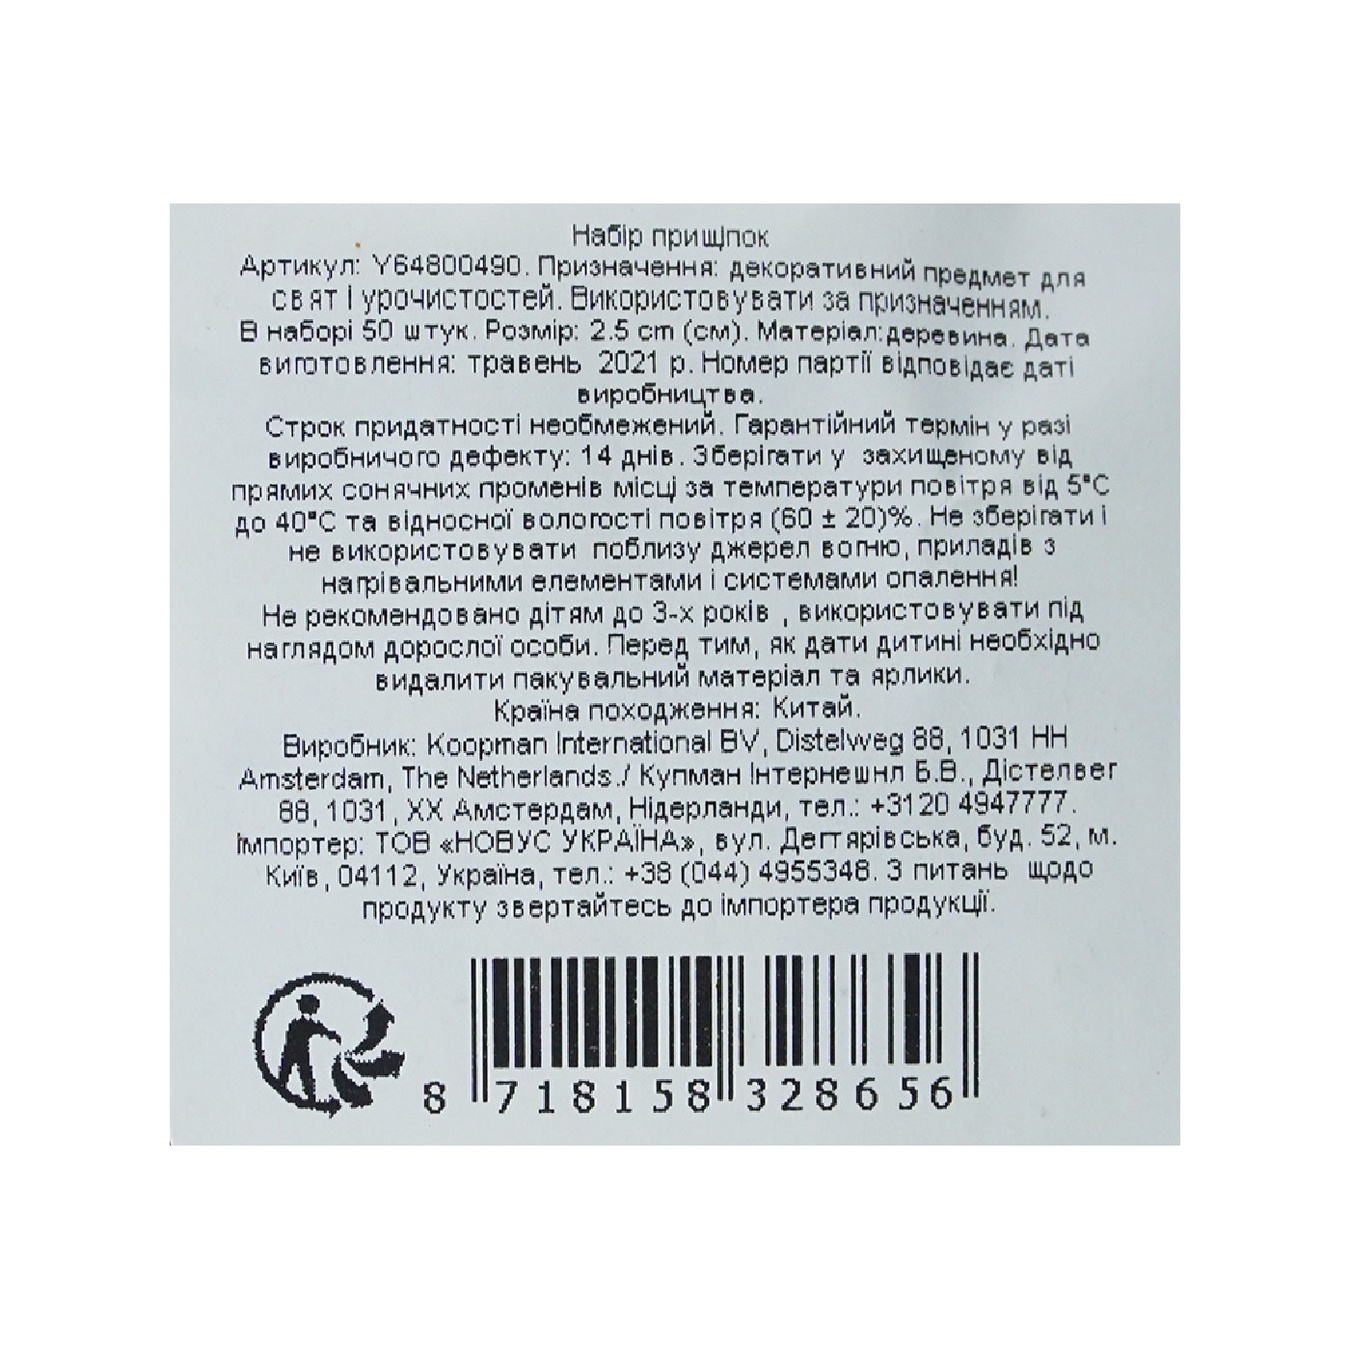 Набір прищіпок
Артикул: Y64800490. Призначення: декоративний предмет для
свят і урочистостей. Використовувати за призначенням.
В наборі 50 штук. Розмір: 2.5 cm (см). Матеріал:деревина. Дата
виготовлення: травень 2021 р. Номер партії відповідає даті
виробництва.
Строк придатності необмежений. Гарантійний термін у разі
виробничого дефекту: 14 днів. Зберігати у захищеному від
прямих сонячних променів місці за температури повітря від 5°С
до 40°С та відносної вологості повітря (60 ± 20)%. Не зберігати і
не використовувати поблизу джерел вогню, приладів з
нагрівальними елементами і системами опалення!
Не рекомендовано дітям до 3-х років , використовувати під
наглядом дорослої особи. Перед тим, як дати дитині необхідно
видалити пакувальний матеріал та ярлики.
Країна походження: Китай.
Виробник: Koopman International BV, Distelweg 88, 1031 HH
Amsterdam, The Netherlands./ Купман Інтернешнл Б.В., Дістелвег
88, 1031, ХХ Амстердам, Нідерланди, тел.: +3120 4947777.
Імпортер: ТОВ «НОВУС УКРАЇНА», вул. Дегтярівська, буд. 52, м.
Київ, 04112, Україна, тел.: +38 (044) 4955348. З питань щодо
продукту звертайтесь до імпортера продукції.
8 718158 328656